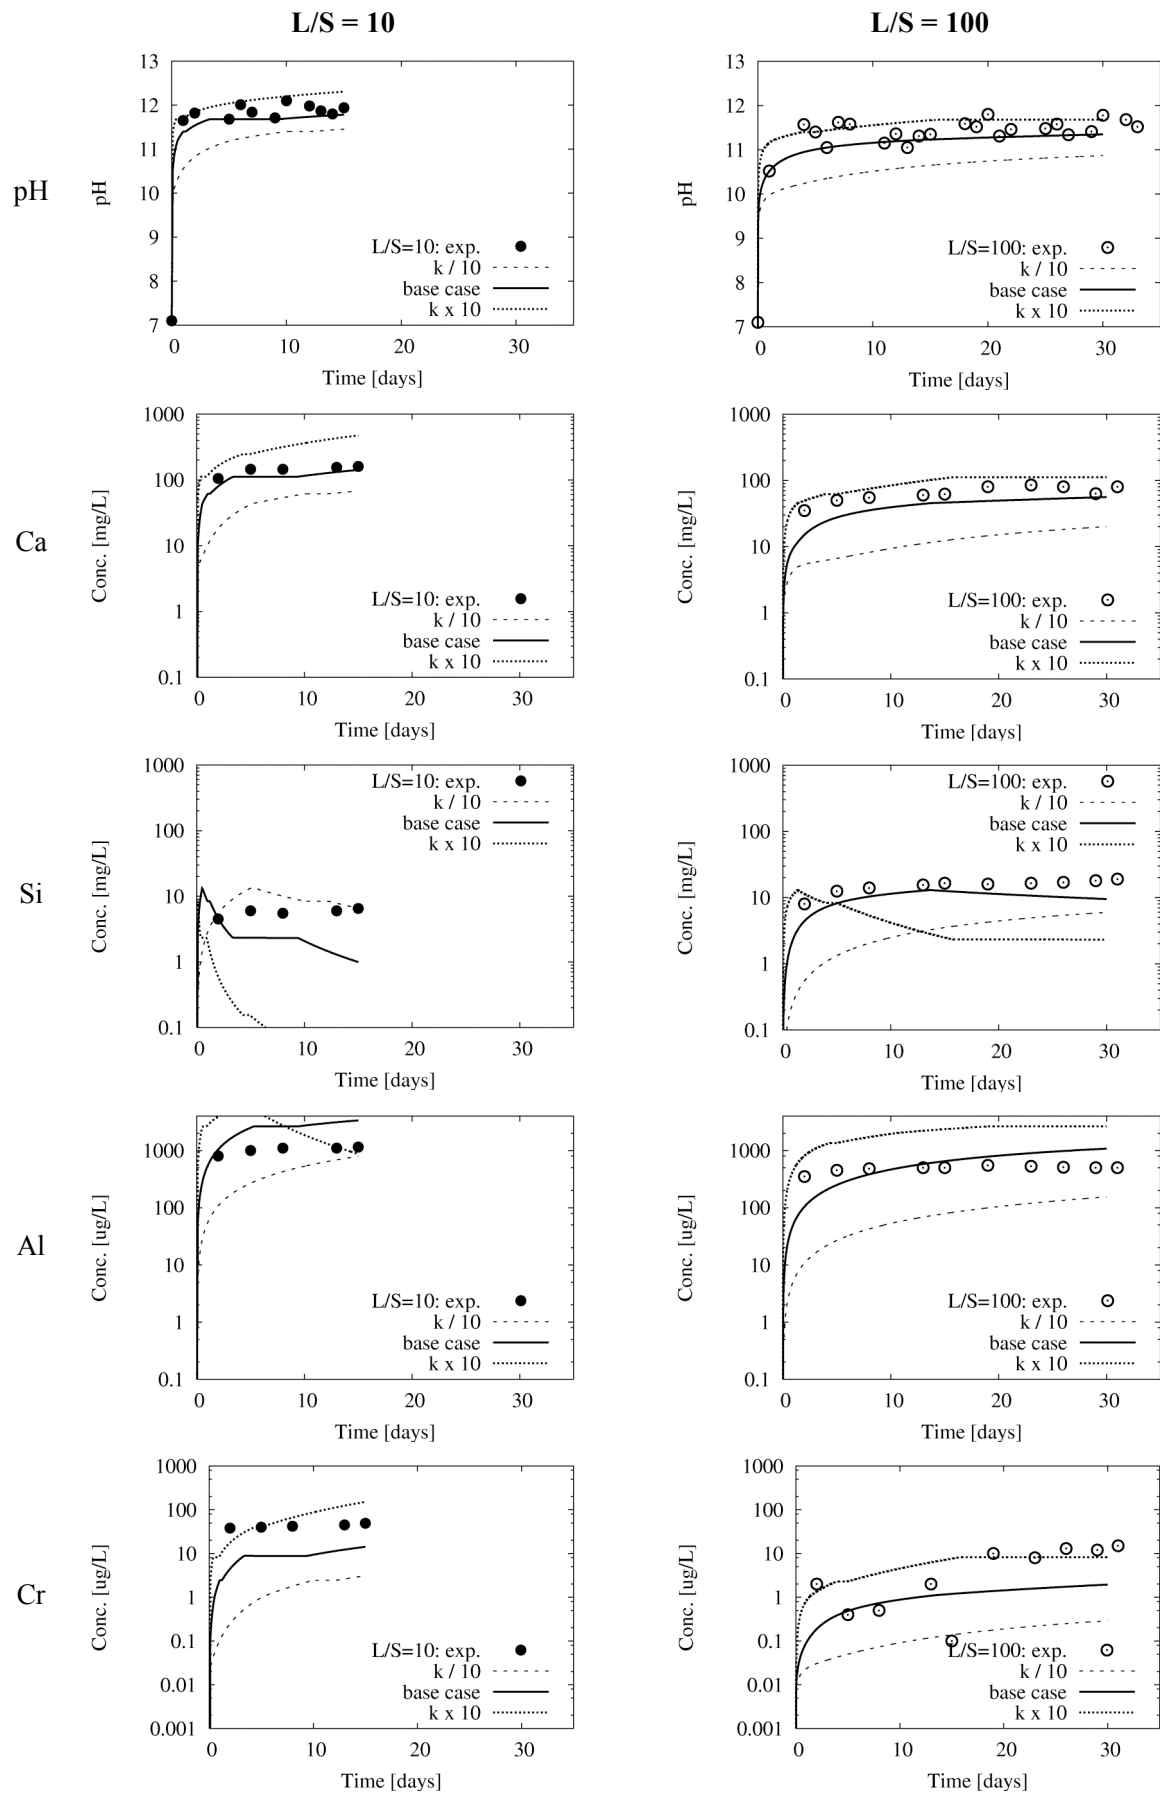 L/S = 10
L/S = 100
pH
pH
13
12
11
10
9
8
7
0
10
20
30
Time [days]
L/S=10: exp.
k / 10
base case
k x 10
pH
13
12
11
10
9
8
7
0
10
20
30
Time [days]
L/S=100: exp.
k / 10
base case
k x 10
Ca
Conc. [mg/L]
1000
100
10
1
0.1
0
10
20
30
Time [days]
L/S=10: exp.
k / 10
base case
k x 10
Conc. [mg/L]
1000
100
10
1
0.1
0
10
20
30
Time [days]
L/S=100: exp.
k / 10
base case
k x 10
Si
Conc. [mg/L]
1000
100
10
1
0.1
0
10
20
30
Time [days]
L/S=10: exp.
k / 10
base case
k x 10
Conc. [mg/L]
1000
100
10
1
0.1
0
10
20
30
Time [days]
L/S=100: exp.
k / 10
base case
k x 10
Al
Conc. [ug/L]
1000
100
10
1
0.1
0
10
20
30
Time [days]
L/S=10: exp.
k / 10
base case
k x 10
Conc. [ug/L]
1000
100
10
1
0.1
0
10
20
30
Time [days]
L/S=100: exp.
k / 10
base case
k x 10
Cr
Conc. [ug/L]
1000
100
10
1
0.1
0.01
0.001
0
10
20
30
Time [days]
L/S=10: exp.
k / 10
base case
k x 10
Conc. [ug/L]
1000
100
10
1
0.1
0.01
0.001
0
10
20
30
Time [days]
L/S=100: exp.
k / 10
base case
k x 10